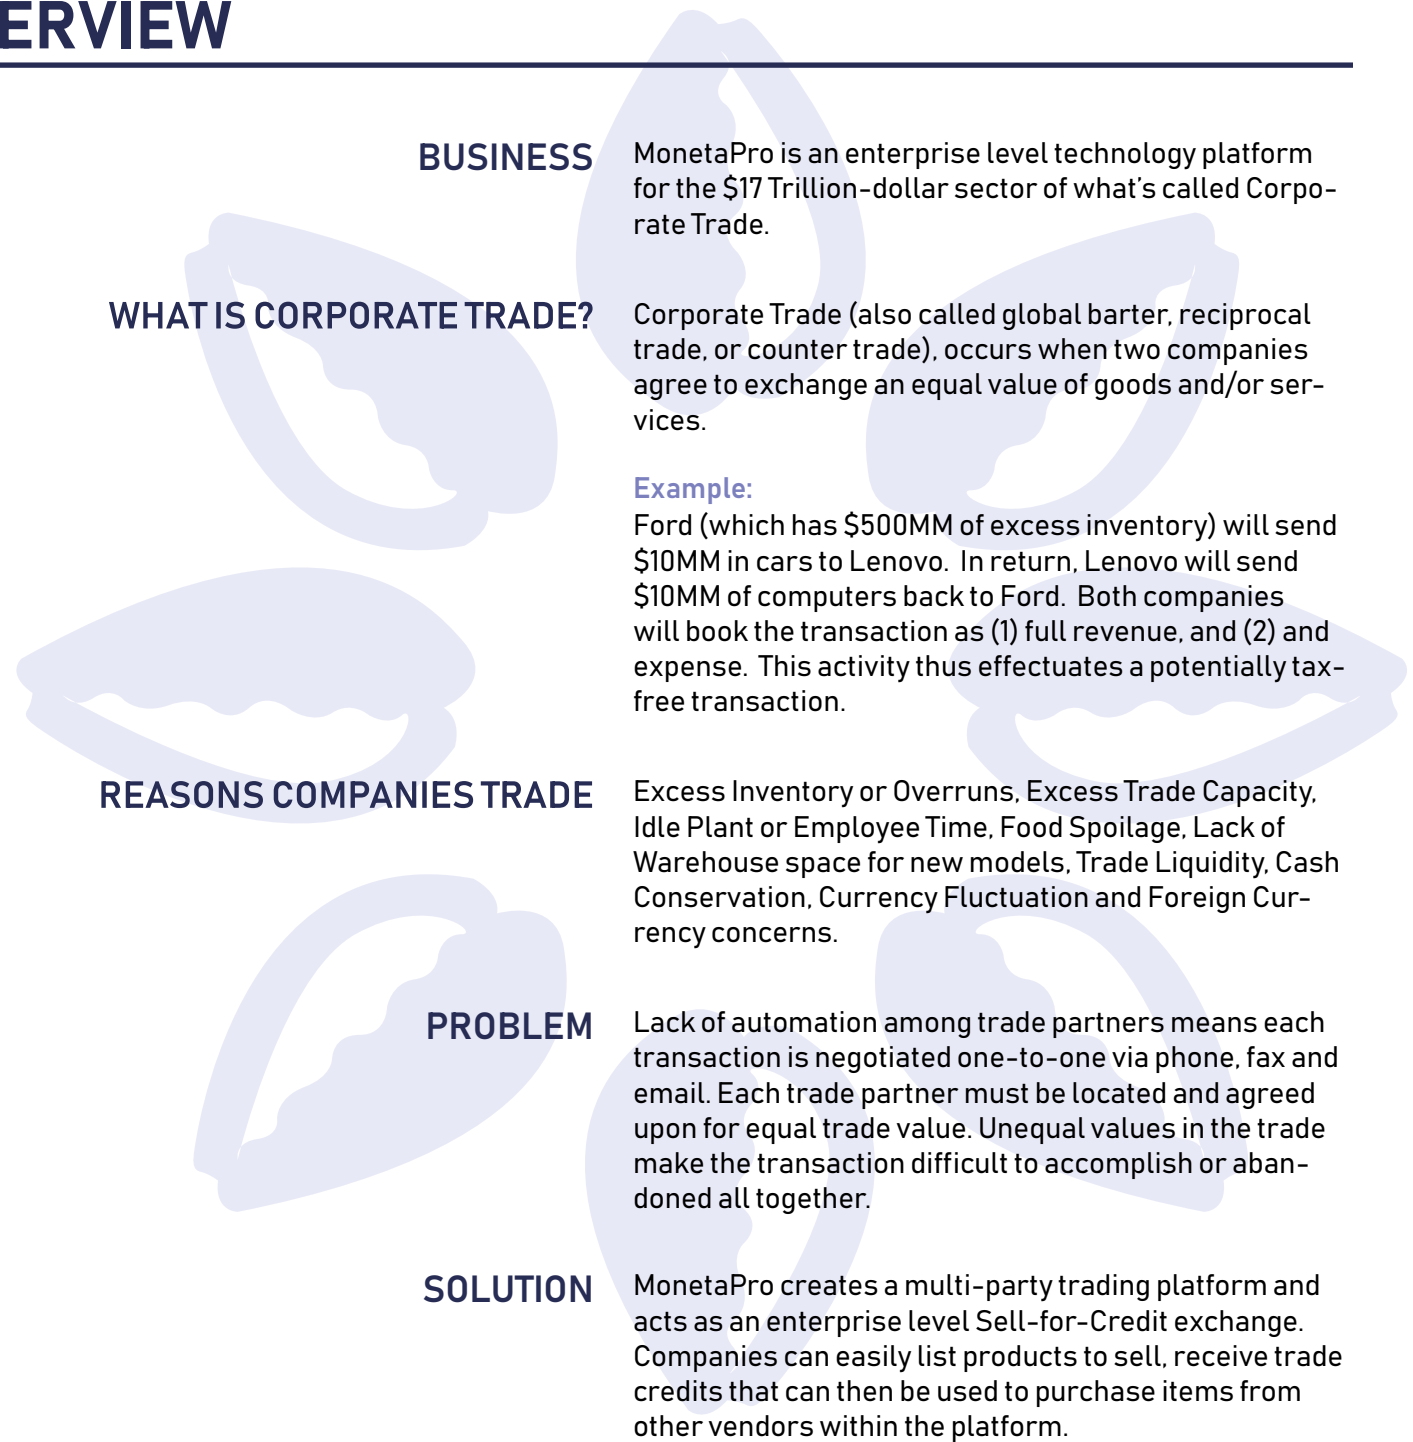 ERVIEW
BUSINESS
MonetaPro is an enterprise level technology platform
for the $17 Trillion-dollar sector of what’s called Corpo-
rate Trade.
WHAT IS CORPORATE TRADE?
Corporate Trade (also called global barter, reciprocal
trade, or counter trade), occurs when two companies
agree to exchange an equal value of goods and/or ser-
vices.
Example:
Ford (which has $500MM of excess inventory) will send
$10MM in cars to Lenovo.  In return, Lenovo will send
$10MM of computers back to Ford.  Both companies
will book the transaction as (1) full revenue, and (2) and
expense.  This activity thus effectuates a potentially tax-
free transaction.
REASONS COMPANIES TRADE
Excess Inventory or Overruns, Excess Trade Capacity,
Idle Plant or Employee Time, Food Spoilage, Lack of
Warehouse space for new models, Trade Liquidity, Cash
Conservation, Currency Fluctuation and Foreign Cur-
rency concerns.
PROBLEM
Lack of automation among trade partners means each
transaction is negotiated one-to-one via phone, fax and
email. Each trade partner must be located and agreed
upon for equal trade value. Unequal values in the trade
make the transaction difficult to accomplish or aban-
doned all together.
SOLUTION
MonetaPro creates a multi-party trading platform and
acts as an enterprise level Sell-for-Credit exchange.
Companies can easily list products to sell, receive trade
credits that can then be used to purchase items from
other vendors within the platform.